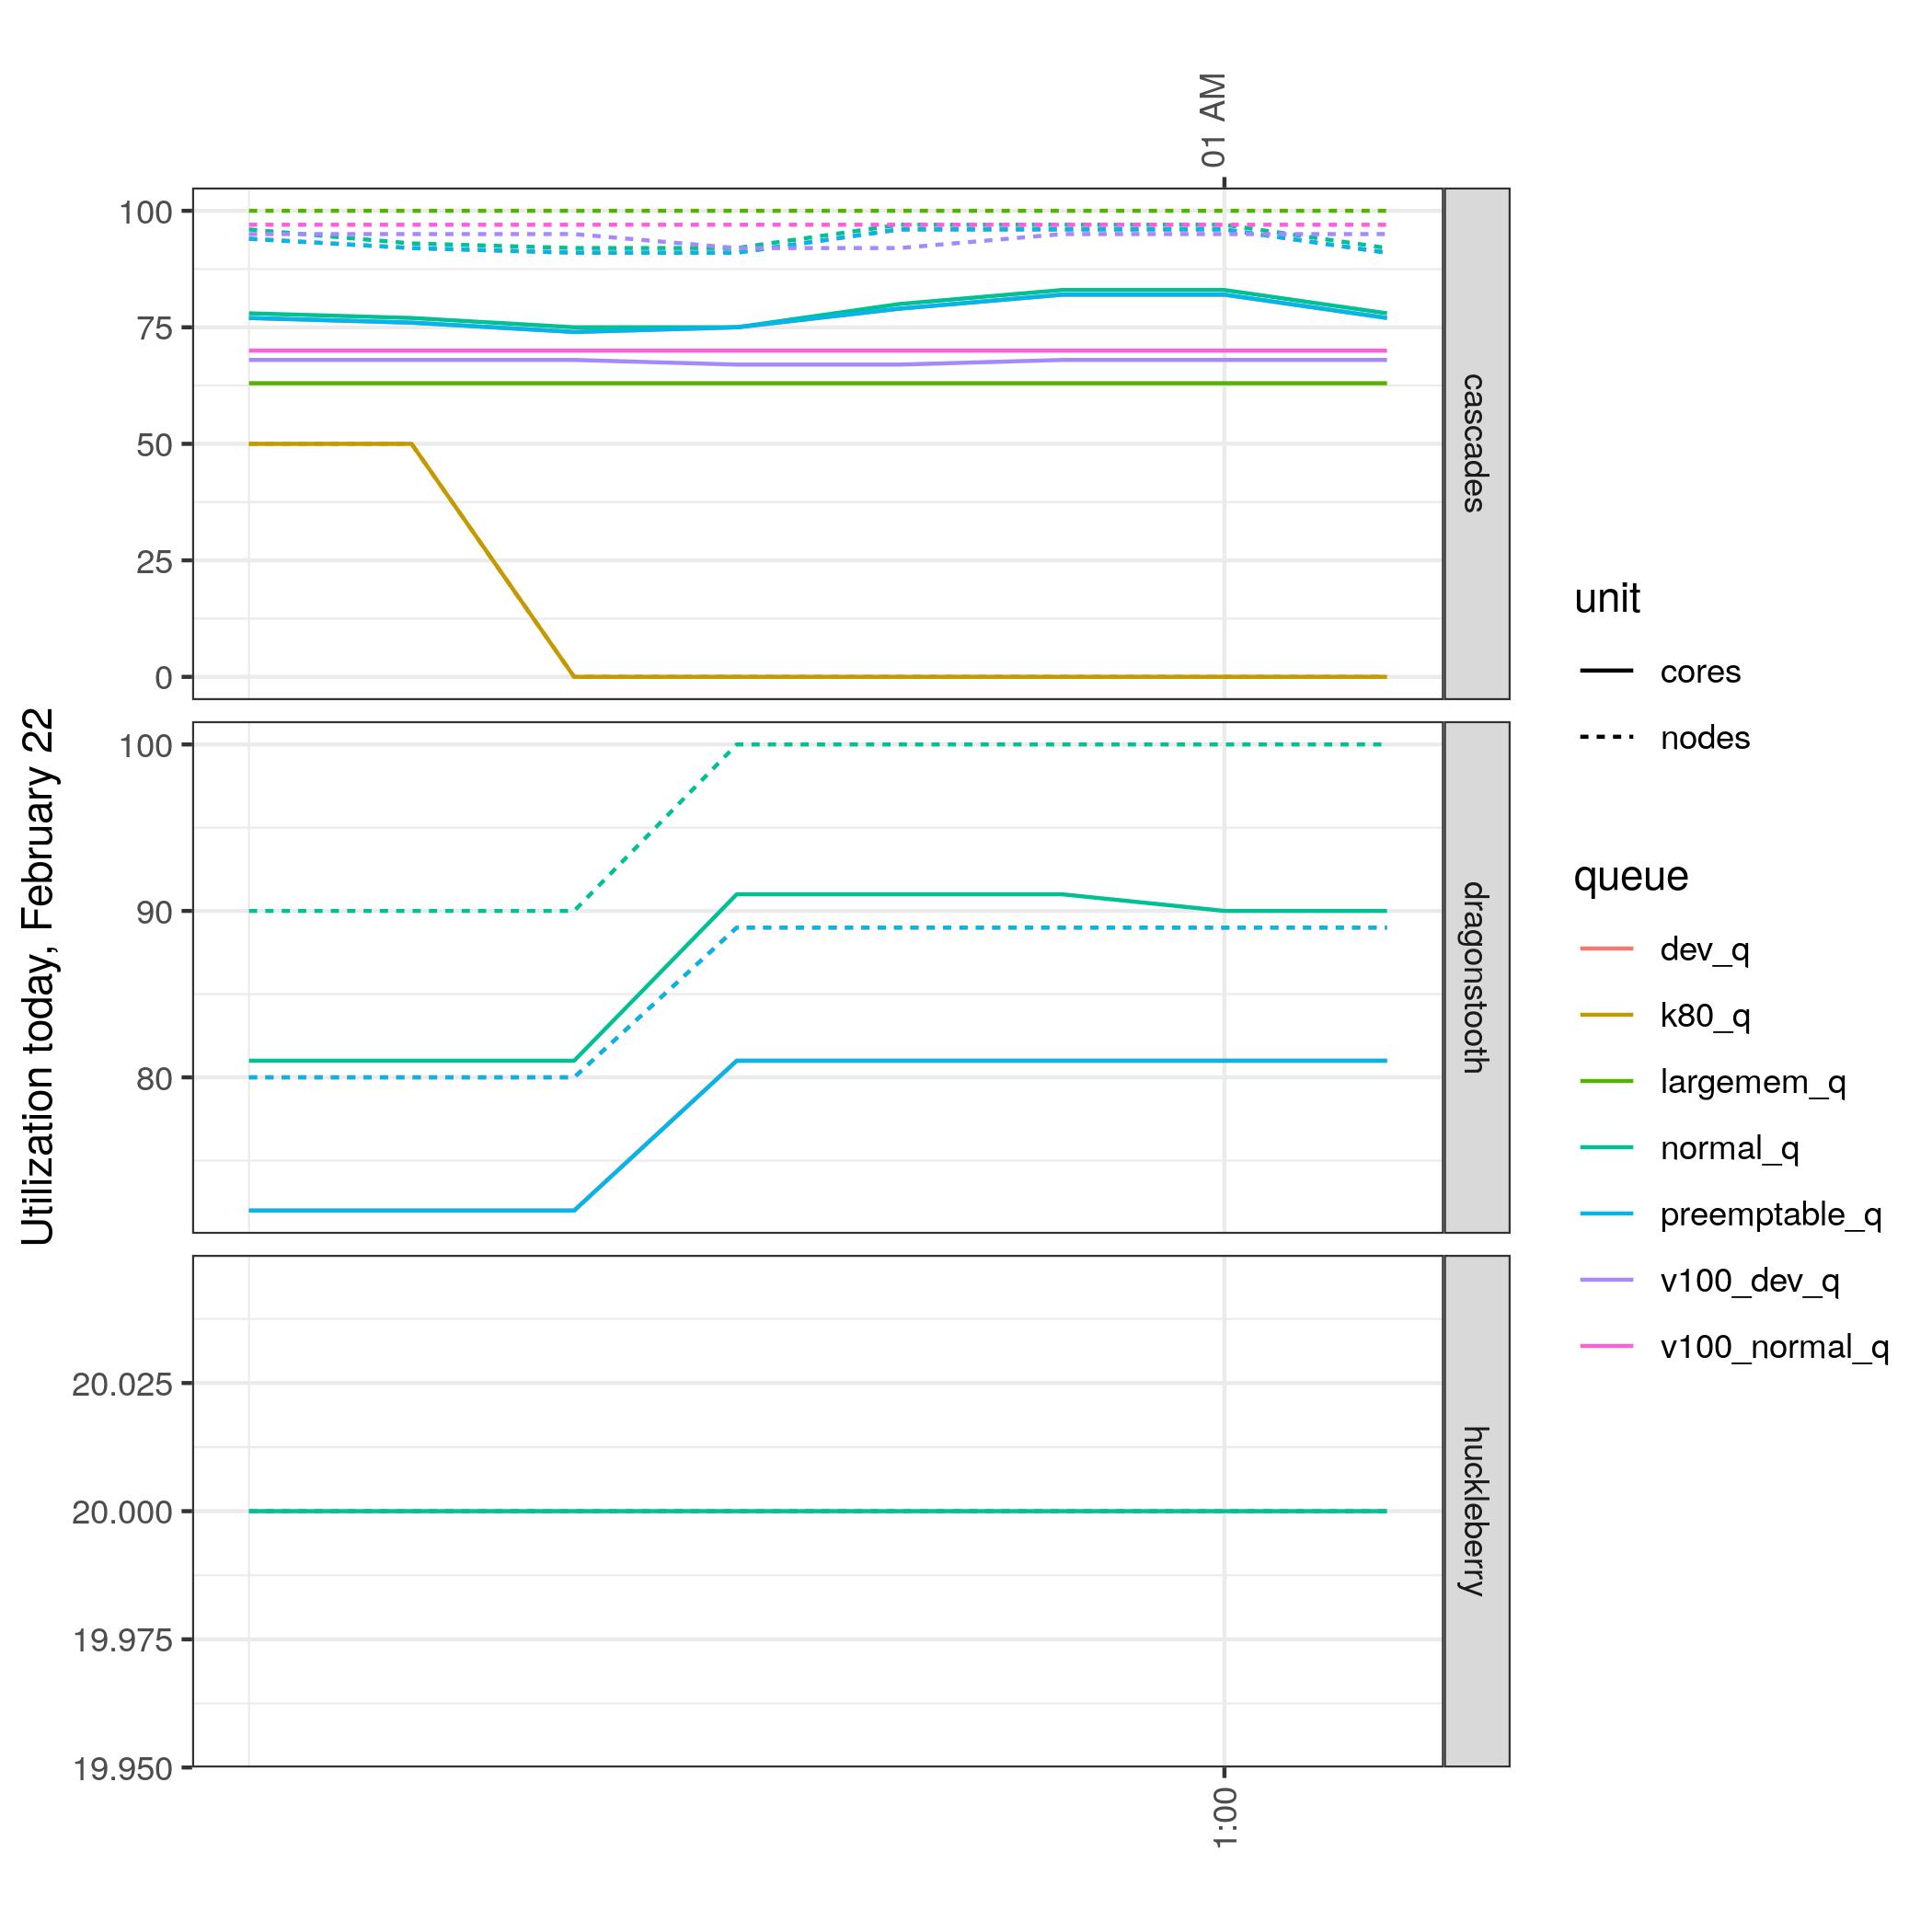 01 AM
Utilization today, February 22
100
75
50
25
0
cascades
100
90
80
dragonstooth
20.025
20.000
19.975
19.950
huckleberry
1:00
unit
cores
nodes
queue
dev_q
k80_q
largemem_q
normal_q
preemptable_q
v100_dev_q
v100_normal_q